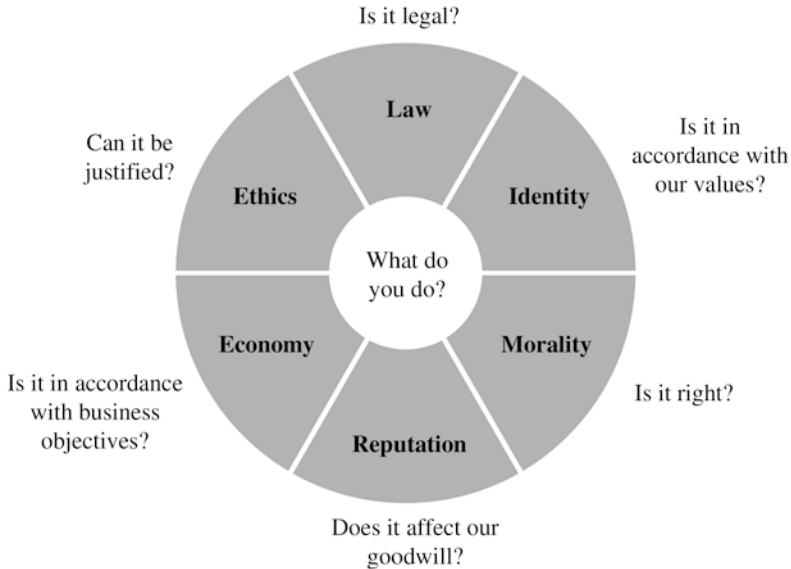 Is it legal?
Law
Can it be
justified?
Ethics
Is it in
accordance with
our values?
Identity
What do
you do?
Economy
Is it in accordance
with business
objectives?
Morality
Is it right?
Reputation
Does it affect our
goodwill?